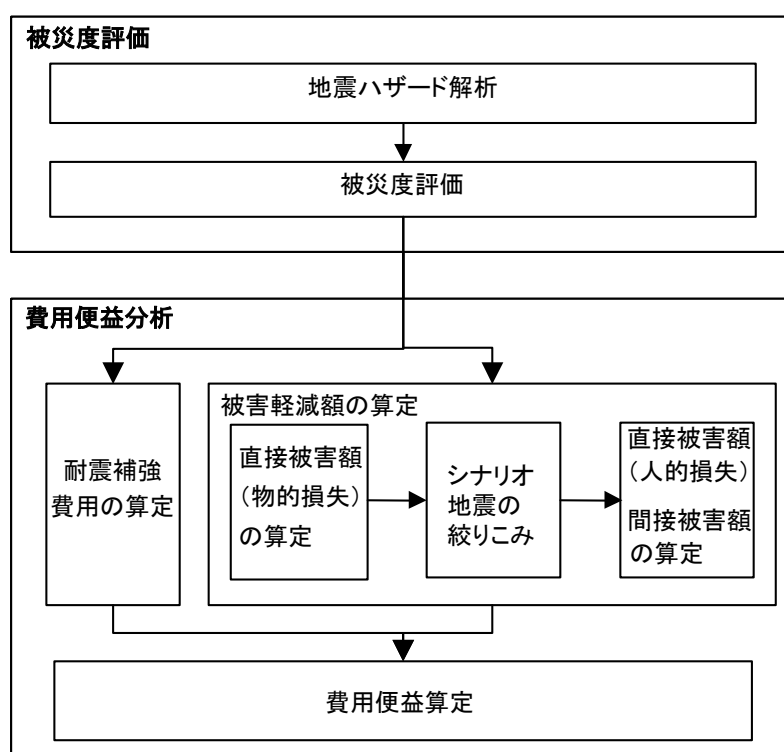 被災度評価
地震ハザード解析
被災度評価
費用便益分析
耐震補強
費用の算定
被害軽減額の算定
直接被害額
（物的損失）
の算定
シナリオ
地震の
絞りこみ
直接被害額
（人的損失）
間接被害額
の算定
費用便益算定